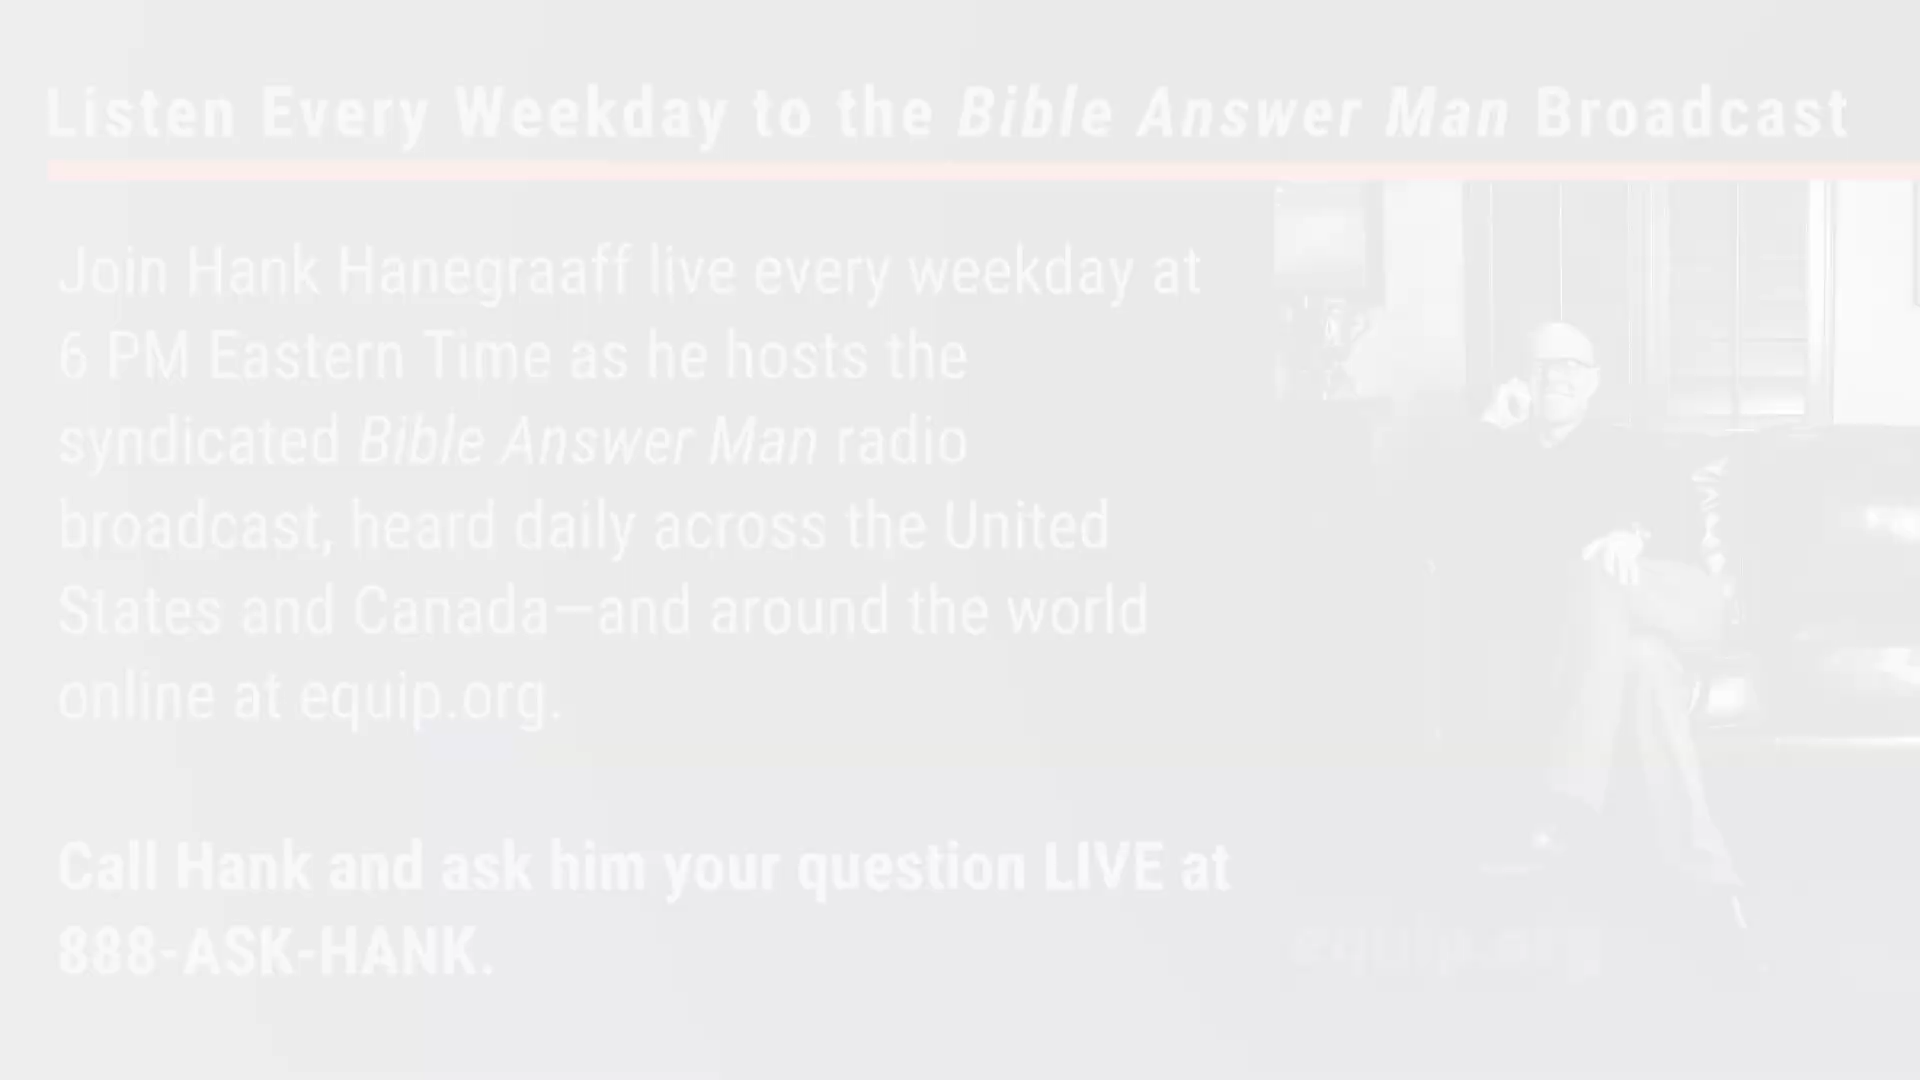 Listen Every Weekday to the Bible Answer Man Broadcast
Join Hank Hanegraaff live every weekday at
6 PM Eastern Time as he hosts the
syndicated Bible Answer Man radio
broadcast, heard daily across the United
States and Canada—and around the world
online at equip.org.
Call Hank and ask him your question LIVE at
888-ASK-HANK.
equip.org